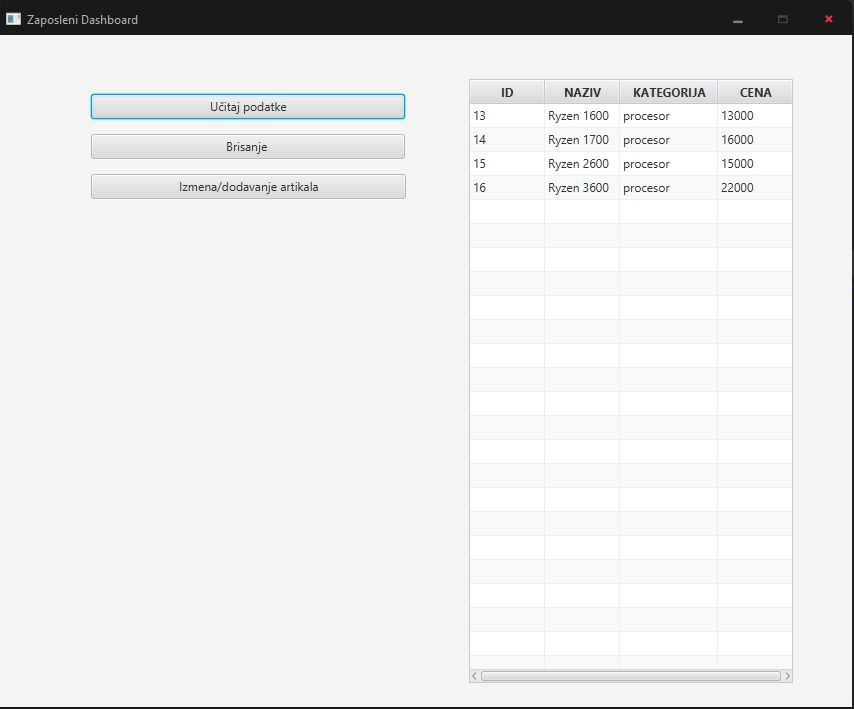 Zaposleni Dashboard
Učitaj podatke
Brisanje
Izmena/dodavanje artikala
ID NAZIV KATEGORIJA CENA
13 Ryzen 1600 procesor 13000
14 Ryzen 1700 procesor 16000
15 Ryzen 2600 procesor 15000
16 Ryzen 3600 procesor 22000